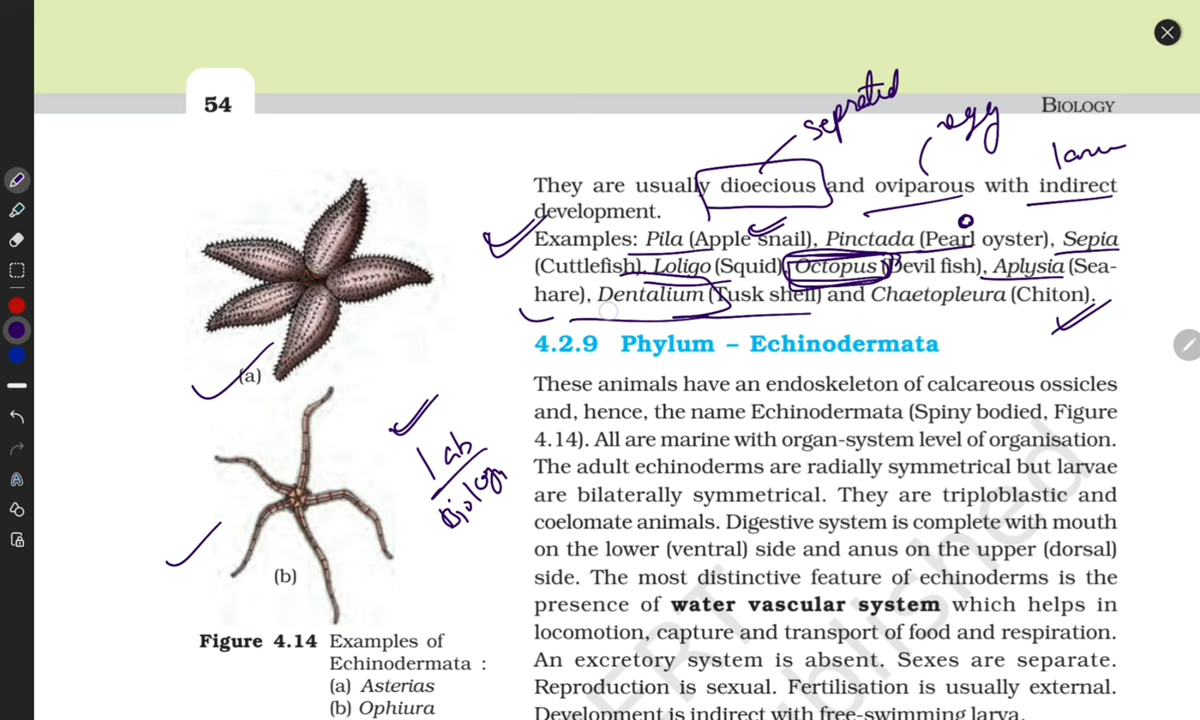 54
BIOLOGY
seprated
egg
They are usually dioecious and oviparous with indirect
development.
Examples: Pila (Apple snail), Pinctada (Pearl oyster), Sepia
(Cuttlefish), Loligo (Squid), Octopus (Devil fish), Aplysia (Sea-
hare), Dentalium (Tusk shell) and Chaetopleura (Chiton).
(a)
(b)
Lab
Biology
Figure 4.14 Examples of
Echinodermata :
(a) Asterias
(b) Ophiura
4.2.9 Phylum – Echinodermata
These animals have an endoskeleton of calcareous ossicles
and, hence, the name Echinodermata (Spiny bodied, Figure
4.14). All are marine with organ-system level of organisation.
The adult echinoderms are radially symmetrical but larvae
are bilaterally symmetrical. They are triploblastic and
coelomate animals. Digestive system is complete with mouth
on the lower (ventral) side and anus on the upper (dorsal)
side. The most distinctive feature of echinoderms is the
presence of water vascular system which helps in
locomotion, capture and transport of food and respiration.
An excretory system is absent. Sexes are separate.
Reproduction is sexual. Fertilisation is usually external.
Development is indirect with free-swimming larva.